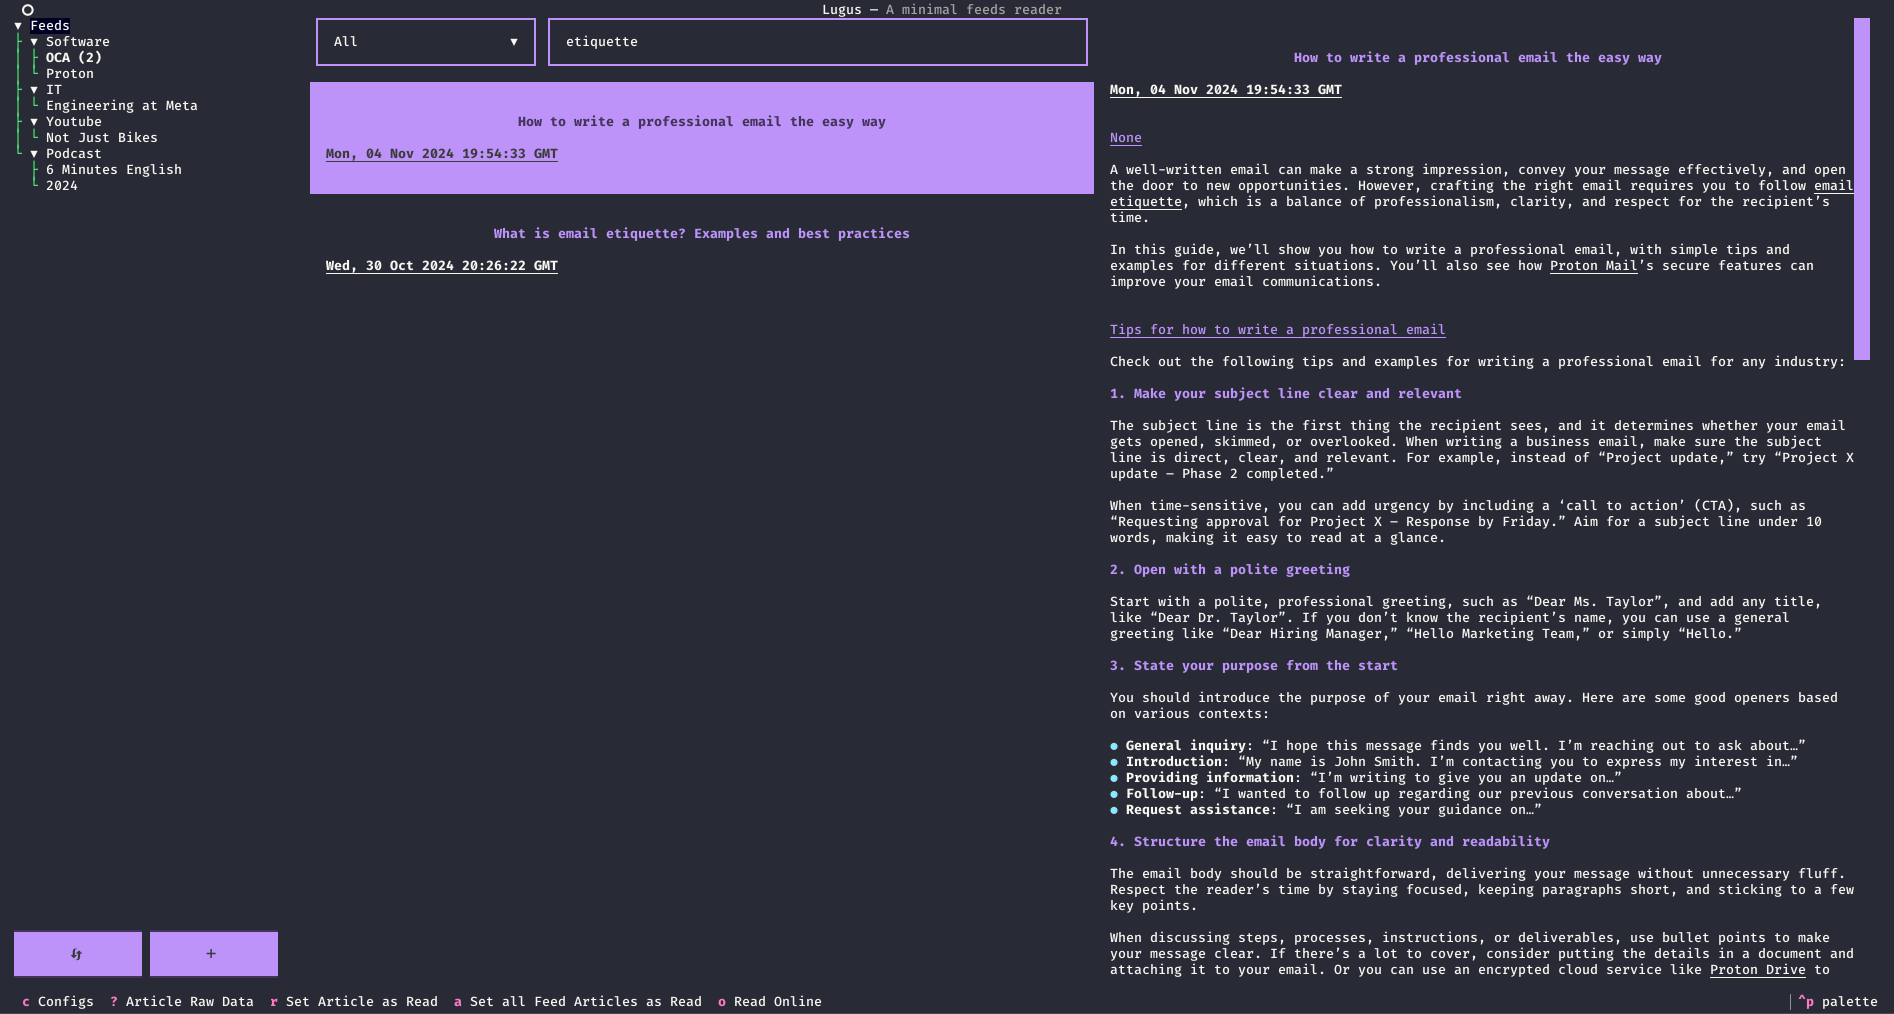 Lugus — A minimal feeds reader
▼ Feeds
▼ Software
OCA (2)
Proton
▼ IT
Engineering at Meta
▼ Youtube
Not Just Bikes
▼ Podcast
6 Minutes English
2024
All ▼
etiquette
How to write a professional email the easy way
Mon, 04 Nov 2024 19:54:33 GMT
What is email etiquette? Examples and best practices
Wed, 30 Oct 2024 20:26:22 GMT
How to write a professional email the easy way
Mon, 04 Nov 2024 19:54:33 GMT
None
A well-written email can make a strong impression, convey your message effectively, and open
the door to new opportunities. However, crafting the right email requires you to follow email
etiquette, which is a balance of professionalism, clarity, and respect for the recipient’s
time.
In this guide, we’ll show you how to write a professional email, with simple tips and
examples for different situations. You’ll also see how Proton Mail’s secure features can
improve your email communications.
Tips for how to write a professional email
Check out the following tips and examples for writing a professional email for any industry:
1. Make your subject line clear and relevant
The subject line is the first thing the recipient sees, and it determines whether your email
gets opened, skimmed, or overlooked. When writing a business email, make sure the subject
line is direct, clear, and relevant. For example, instead of “Project update,” try “Project X
update – Phase 2 completed.”
When time-sensitive, you can add urgency by including a ‘call to action’ (CTA), such as
“Requesting approval for Project X – Response by Friday.” Aim for a subject line under 10
words, making it easy to read at a glance.
2. Open with a polite greeting
Start with a polite, professional greeting, such as “Dear Ms. Taylor”, and add any title,
like “Dear Dr. Taylor”. If you don’t know the recipient’s name, you can use a general
greeting like “Dear Hiring Manager,” “Hello Marketing Team,” or simply “Hello.”
3. State your purpose from the start
You should introduce the purpose of your email right away. Here are some good openers based
on various contexts:
● General inquiry: “I hope this message finds you well. I’m reaching out to ask about…”
● Introduction: “My name is John Smith. I’m contacting you to express my interest in…”
● Providing information: “I’m writing to give you an update on…”
● Follow-up: “I wanted to follow up regarding our previous conversation about…”
● Request assistance: “I am seeking your guidance on…”
4. Structure the email body for clarity and readability
The email body should be straightforward, delivering your message without unnecessary fluff.
Respect the reader’s time by staying focused, keeping paragraphs short, and sticking to a few
key points.
When discussing steps, processes, instructions, or deliverables, use bullet points to make
your message clear. If there’s a lot to cover, consider putting the details in a document and
attaching it to your email. Or you can use an encrypted cloud service like Proton Drive to
+
c Configs ? Article Raw Data r Set Article as Read a Set all Feed Articles as Read o Read Online
^p palette